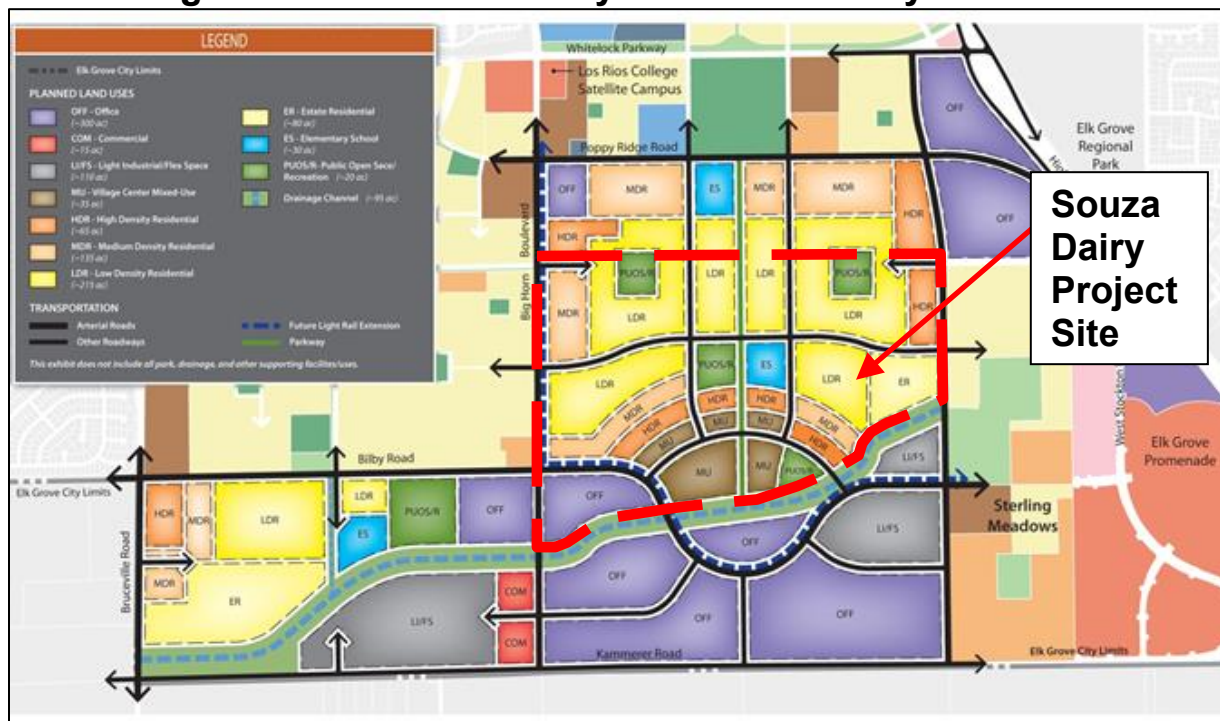 LEGEND
Elk Grove City Limits
PLANNED LAND USES
OFF - Office
(~300 ac)
COM - Commercial
(~15 ac)
LI/FS - Light Industrial/Flex Space
(~110 ac)
MU - Village Center Mixed-Use
(~35 ac)
HDR - High Density Residential
(~65 ac)
MDR - Medium Density Residential
(~135 ac)
LDR - Low Density Residential
(~215 ac)
ER - Estate Residential
(~80 ac)
ES - Elementary School
(~30 ac)
PUOS/R- Public Open Sace/
Recreation (~20 ac)
Drainage Channel (~95 ac)
TRANSPORTATION
Arterial Roads
Other Roadways
Future Light Rail Extension
Parkway
This exhibit does not include all park, drainage, and other supporting facilites/uses.
Whitelock Parkway
Los Rios College
Satellite Campus
Poppy Ridge Road
OFF
Elk Grove
Regional
Park
OFF
MDR
ES
MDR
MDR
HDR
OFF
HDR
Big Horn Boulevard
Souza
Dairy
Project
Site
PUOS/R
LDR
LDR
PUOS/R
MDR
LDR
LDR
HDR
LDR
PUOS/R
ES
LDR
ER
MDR
HDR
MU
HDR
MU
HDR
MU
MDR
HDR
MU
MU
PUOS/R
LI/FS
West Stockton
Elk Grove
Promenade
Bilby Road
Elk Grove City Limits
HDR
MDR
LDR
LDR
ES
PUOS/R
OFF
OFF
OFF
LI/FS
Sterling
Meadows
Bruceville Road
MDR
ER
LI/FS
COM
COM
OFF
OFF
OFF
Kammerer Road
Elk Grove City Limits